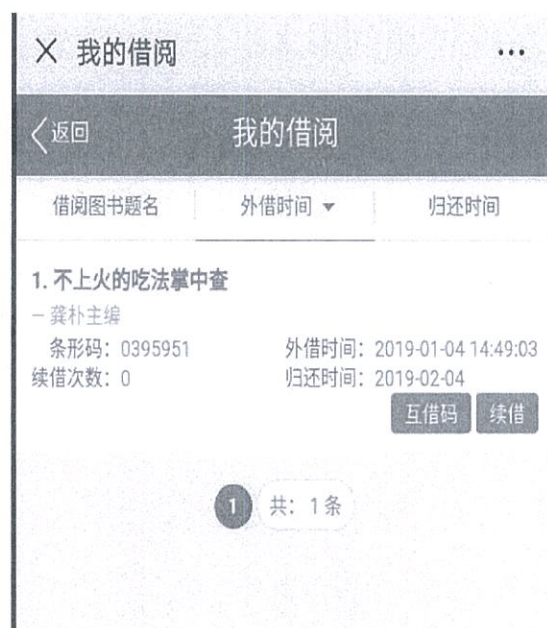 我的借阅 ···
返回 我的借阅
借阅图书题名 外借时间 归还时间
1. 不上火的吃法掌中查
– 龚朴主编
条形码：0395951 外借时间：2019-01-04 14:49:03
续借次数：0 归还时间：2019-02-04
互借码 续借
1 共：1条